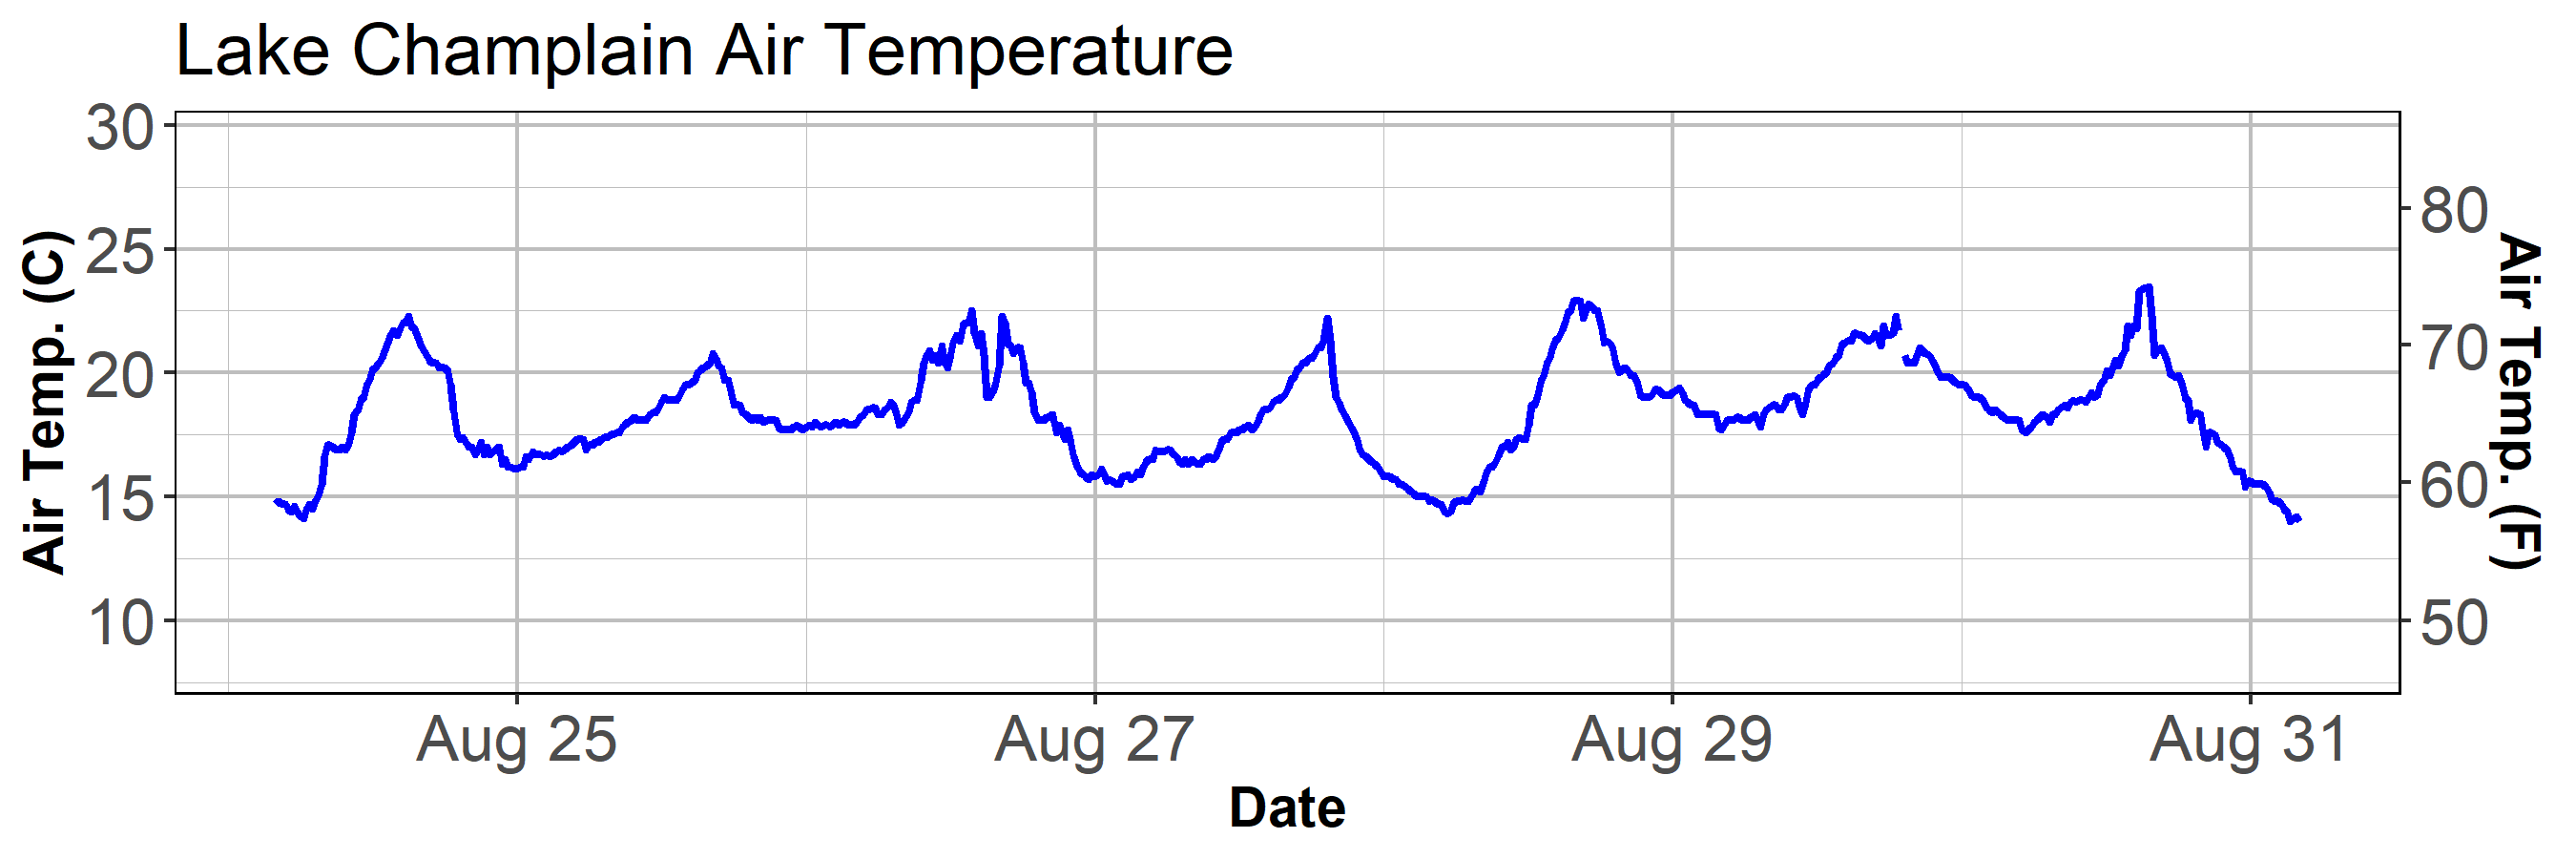 Lake Champlain Air Temperature
30
25
20
15
10
Air Temp. (C)
80
70
60
50
Air Temp. (F)
Aug 25 Aug 27 Aug 29 Aug 31
Date